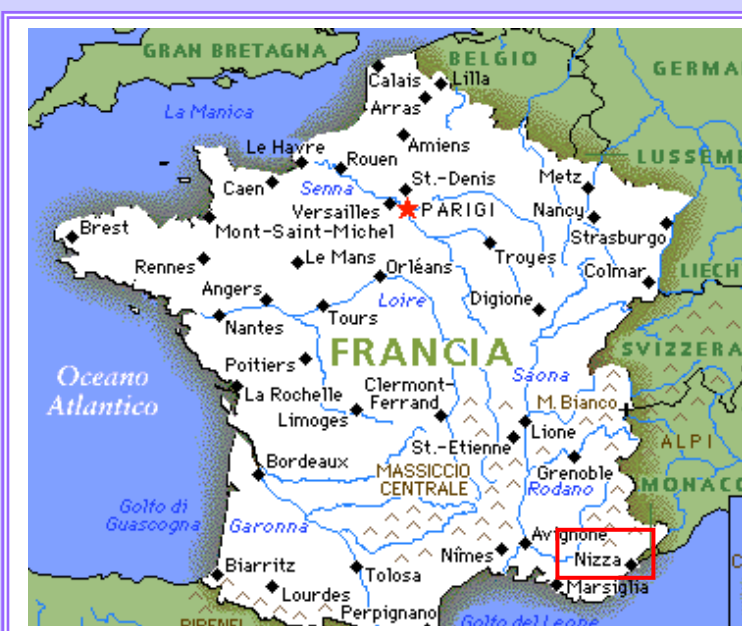 GRAN BRETAGNA
BELGIO
GERMA
Calais
Lilla
La Manica
Arras
Amiens
Le Havre
Rouen
LUSSEM
St.-Denis
Metz
Caen
Senna
Versailles
PARIGI
Nancy
Brest
Mont-Saint-Michel
Strasburgo
Rennes
Le Mans
Orléans
Troyes
Colmar
LIECH
Angers
Loire
Digione
Nantes
Tours
FRANCIA
SVIZZERA
Poitiers
Oceano
Atlantico
Saona
Clermont-
Ferrand
La Rochelle
M. Bianco
Limoges
Lione
ALPI
St.-Etienne
Bordeaux
MASSICCIO
CENTRALE
Grenoble
Rodano
MONACO
Golfo di
Guascogna
Garonna
Avignone
Nîmes
Nizza
Biarritz
Tolosa
Marsiglia
Lourdes
Perpignano
PIRENEI
Golfo del Leone